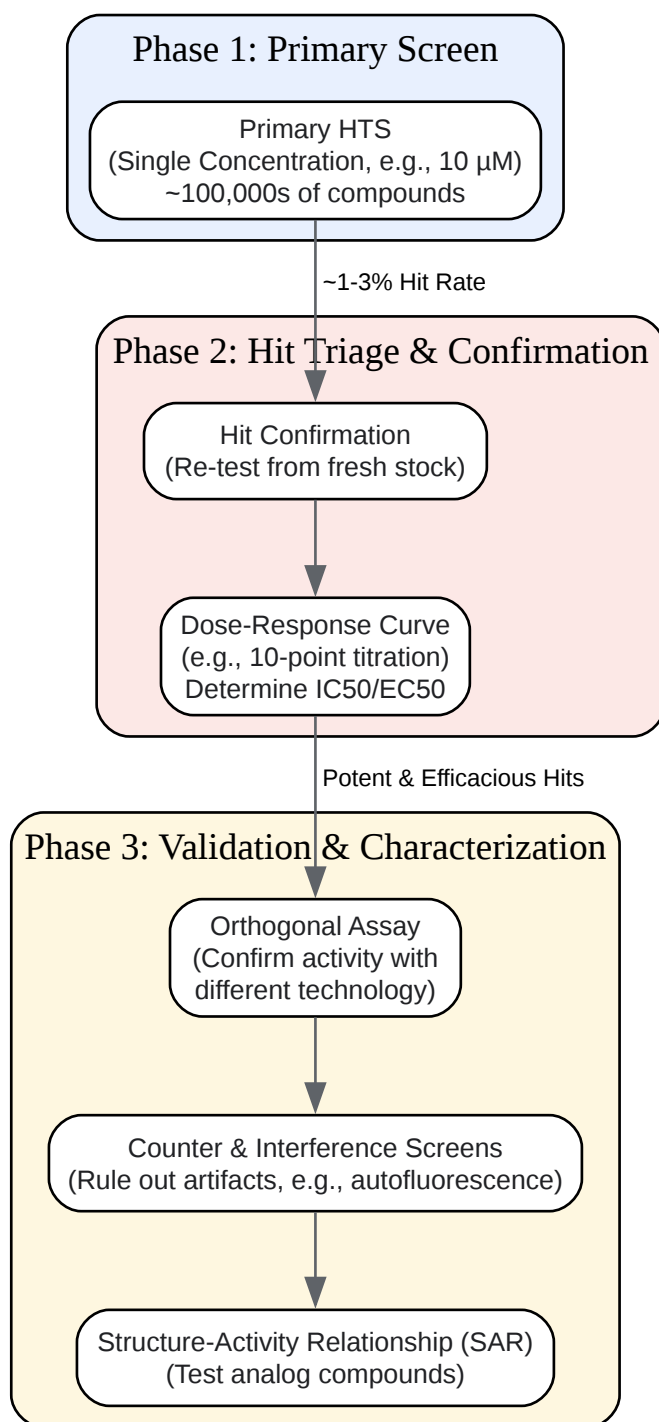 Phase 1: Primary Screen
Primary HTS
(Single Concentration, e.g., 10 µM)
~100,000s of compounds
~1-3% Hit Rate
Phase 2: Hit Triage & Confirmation
Hit Confirmation
(Re-test from fresh stock)
Dose-Response Curve
(e.g., 10-point titration)
Determine IC50/EC50
Potent & Efficacious Hits
Phase 3: Validation & Characterization
Orthogonal Assay
(Confirm activity with
different technology)
Counter & Interference Screens
(Rule out artifacts, e.g., autofluorescence)
Structure-Activity Relationship (SAR)
(Test analog compounds)